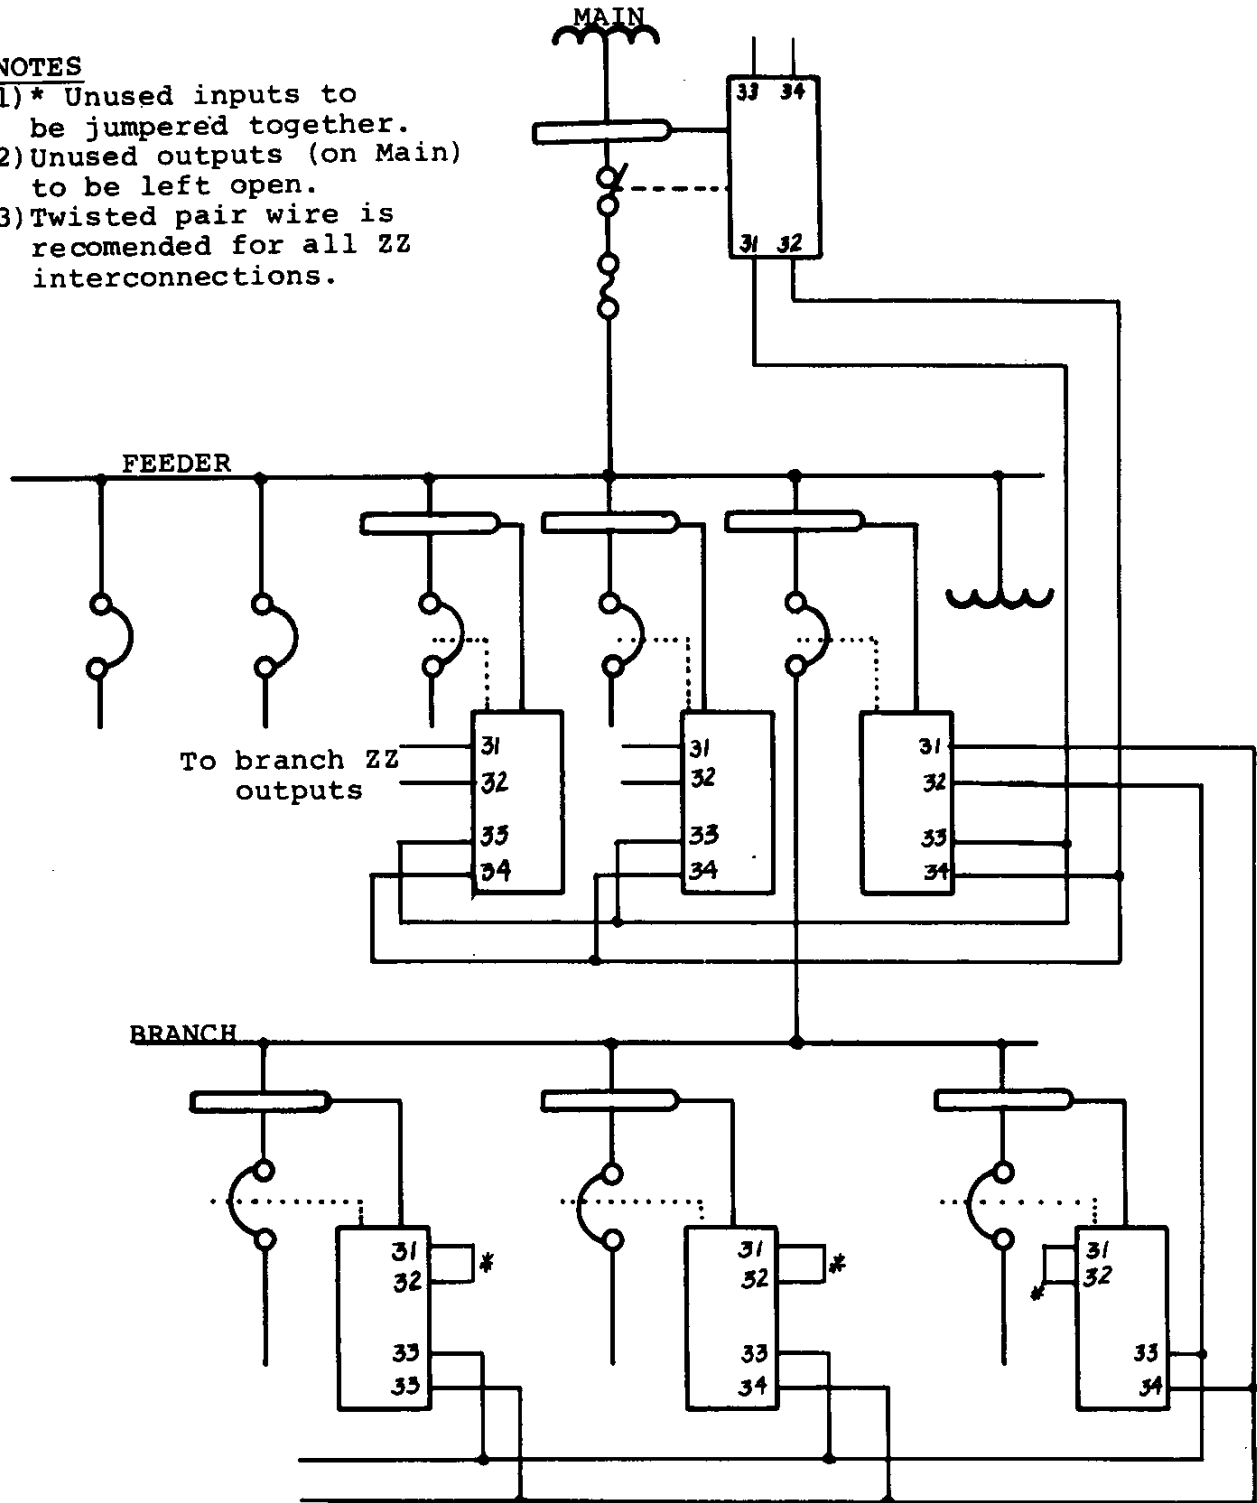 MAIN
NOTES
1)* Unused inputs to
be jumpered together.
2)Unused outputs (on Main)
to be left open.
3)Twisted pair wire is
recomended for all ZZ
interconnections.
33 34
31 32
FEEDER
To branch ZZ
outputs
31
32
33
34
31
32
33
34
31
32
33
34
BRANCH
31
32
*
33
33
31
32
*
33
34
31
32
*
33
34